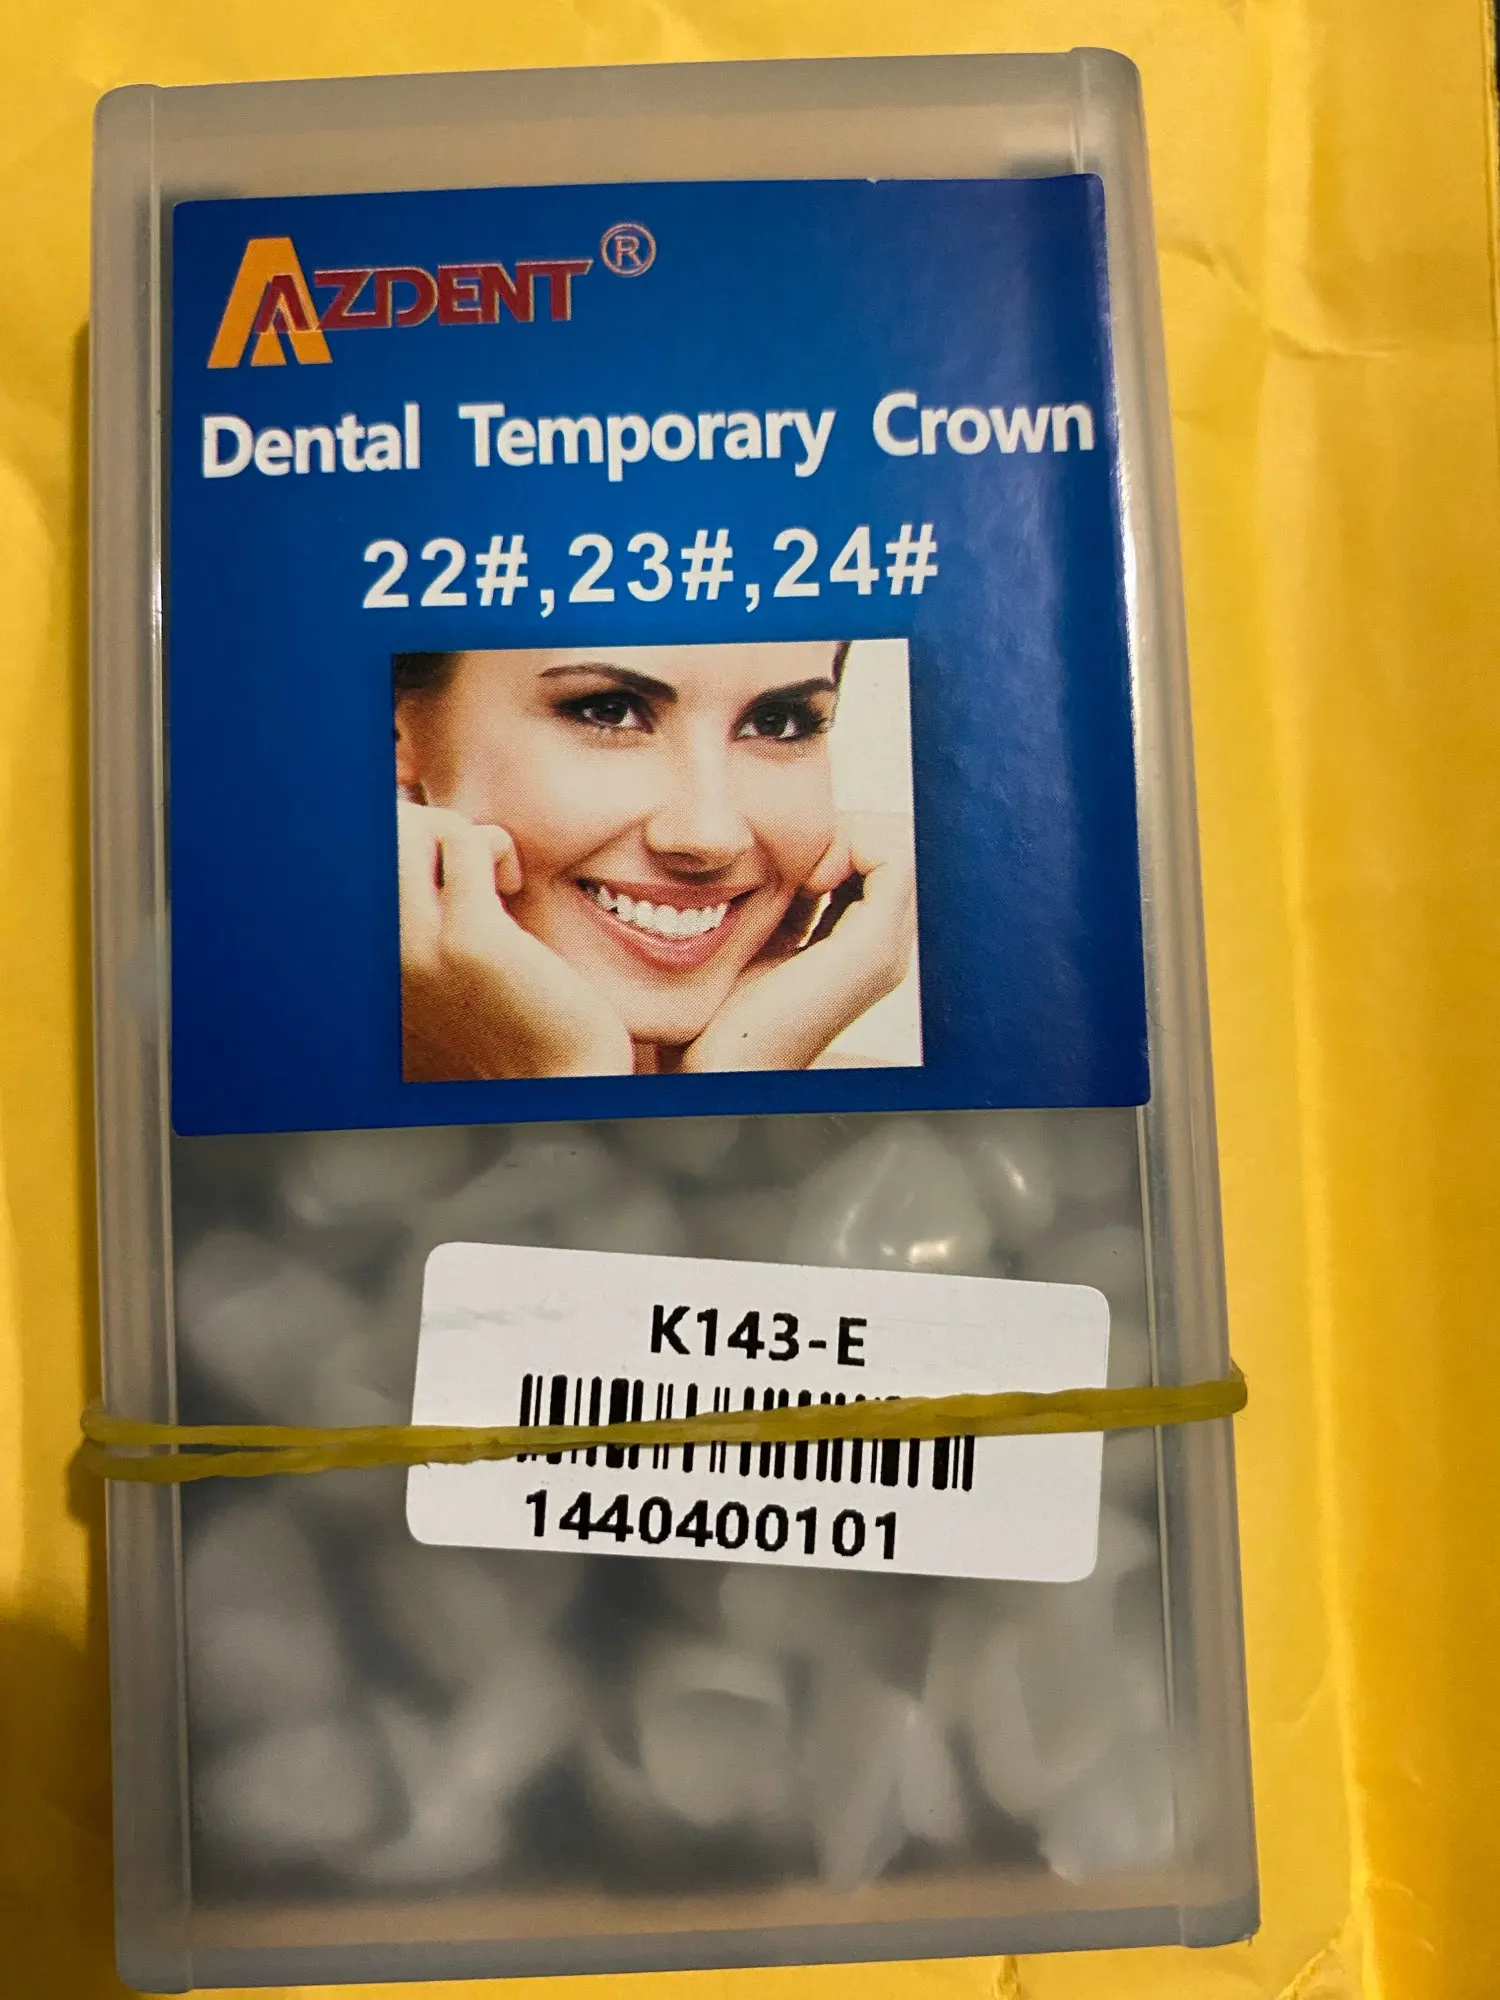 AZDENT®
Dental Temporary Crown
22#,23#,24#
K143-E
1440400101